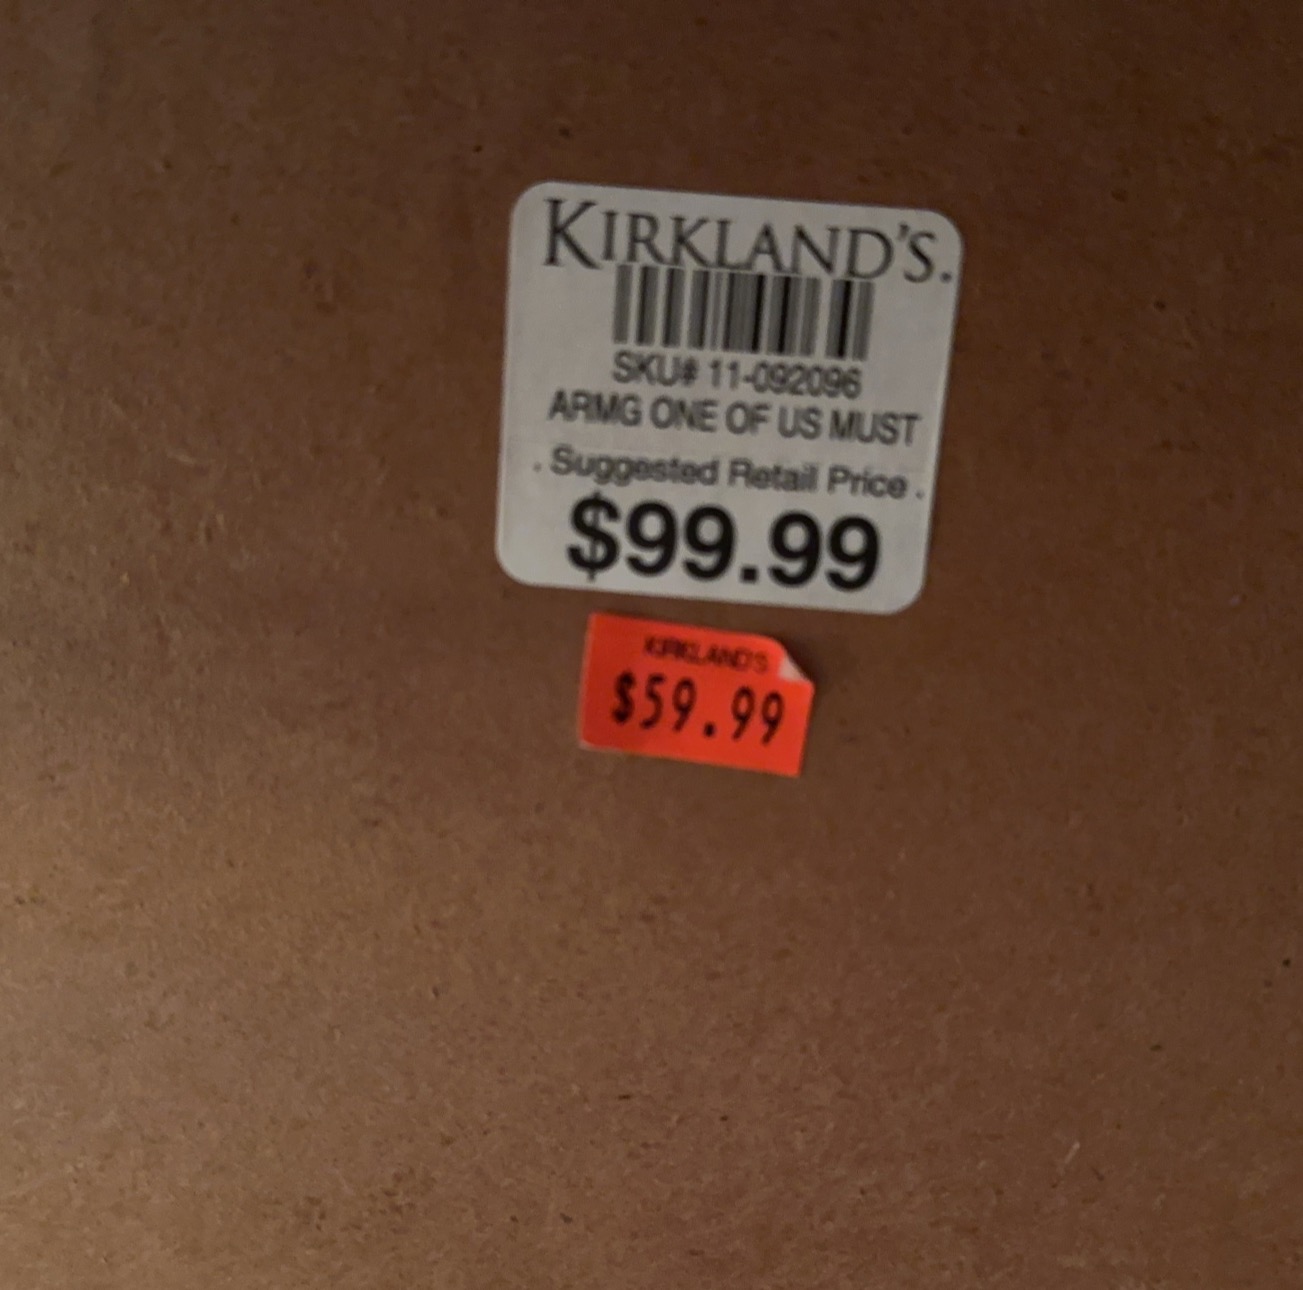 KIRKLAND'S.
SKU# 11-092096
ARMG ONE OF US MUST
. Suggested Retail Price .
$99.99
KIRKLAND'S
$59.99